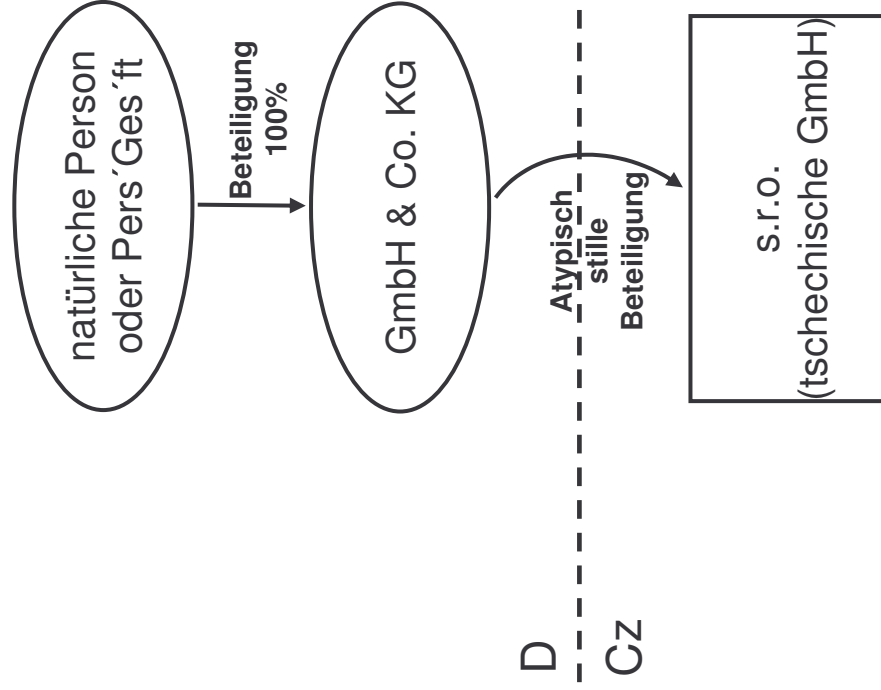 natürliche Person
oder Pers´Ges´ft
Beteiligung
100%
GmbH & Co. KG
Atypisch
stille
Beteiligung
D
Cz
s.r.o.
(tschechische GmbH)